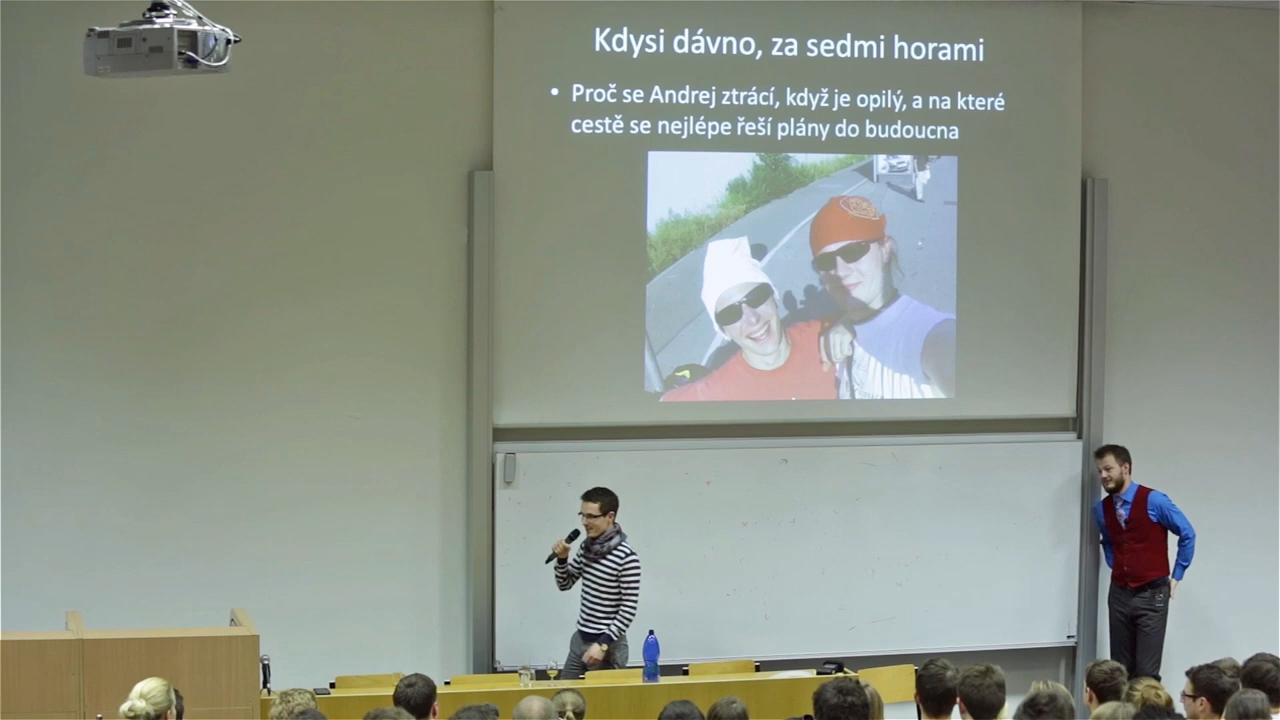 Kdysi dávno, za sedmi horami
• Proč se Andrej ztrácí, když je opilý, a na které
cestě se nejlépe řeší plány do budoucna